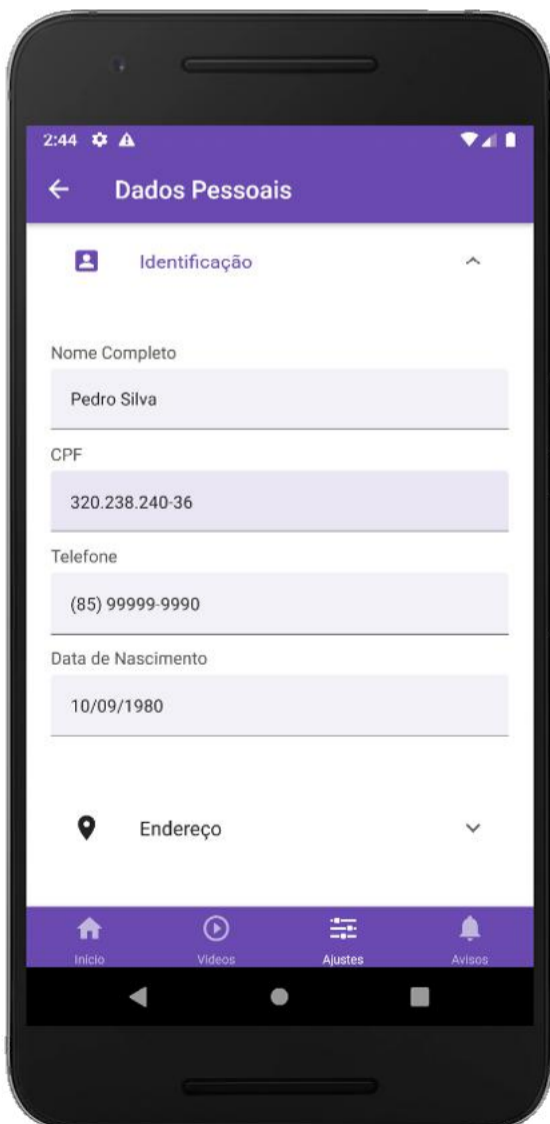 2:44
Dados Pessoais
Identificação
Nome Completo
Pedro Silva
CPF
320.238.240-36
Telefone
(85) 99999-9990
Data de Nascimento
10/09/1980
Endereço
Início Videos Ajustes Avisos